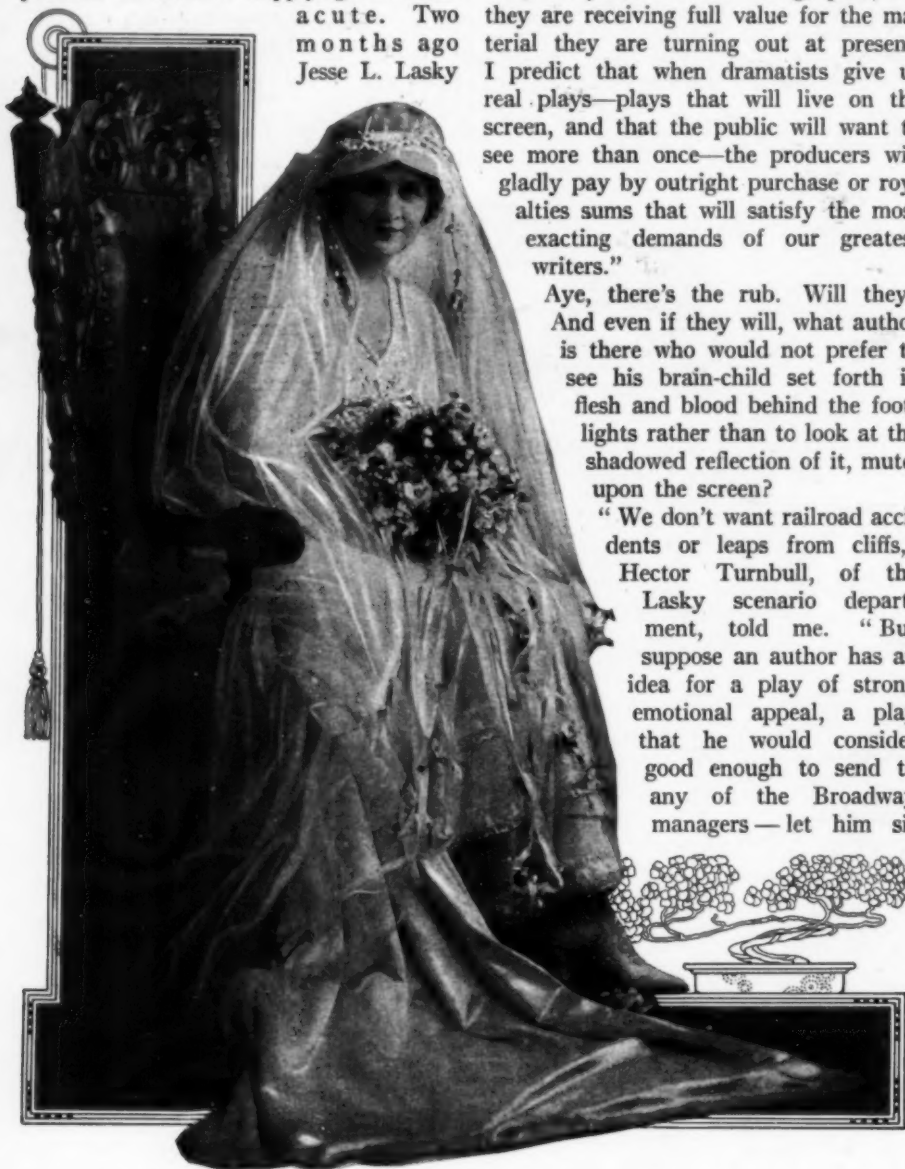 acute. Two
months ago
Jesse L. Lasky
they are receiving full value for the ma
terial they are turning out at presen
I predict that when dramatists give u
real plays—plays that will live on th
screen, and that the public will want t
see more than once—the producers wi
gladly pay by outright purchase or roy
alties sums that will satisfy the mos
exacting demands of our greates
writers.”
Aye, there's the rub. Will they
And even if they will, what autho
is there who would not prefer t
see his brain-child set forth i
flesh and blood behind the foot
lights rather than to look at th
shadowed reflection of it, mute
upon the screen?
“ We don't want railroad acci
dents or leaps from cliffs,
Hector Turnbull, of th
Lasky scenario depart
ment, told me. “ Bu
suppose an author has a
idea for a play of stron
emotional appeal, a pla
that he would conside
good enough to send t
any of the Broadway
managers — let him si